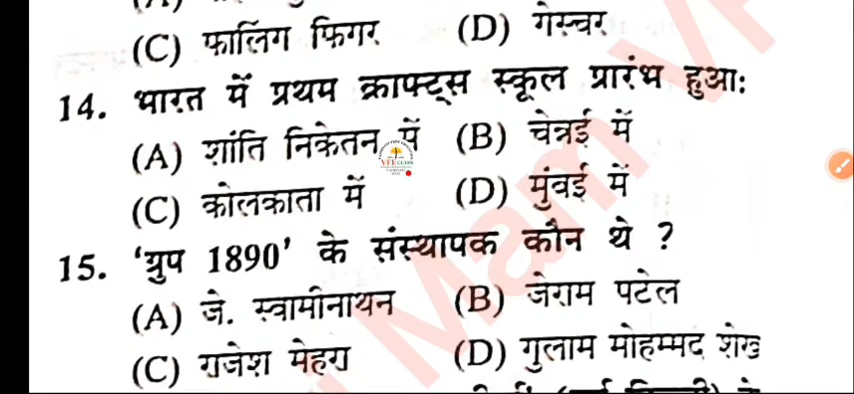 (C) फालिंग फिगर (D) गेस्चर
14. भारत में प्रथम क्राफ्ट्स स्कूल प्रारंभ हुआ:
(A) शांति निकेतन में (B) चेन्नई में
(C) कोलकाता में (D) मुंबई में
15. ‘ग्रुप 1890’ के संस्थापक कौन थे ?
(A) जे. स्वामीनाथन (B) जेराम पटेल
(C) राजेश मेहरा (D) गुलाम मोहम्मद शेख